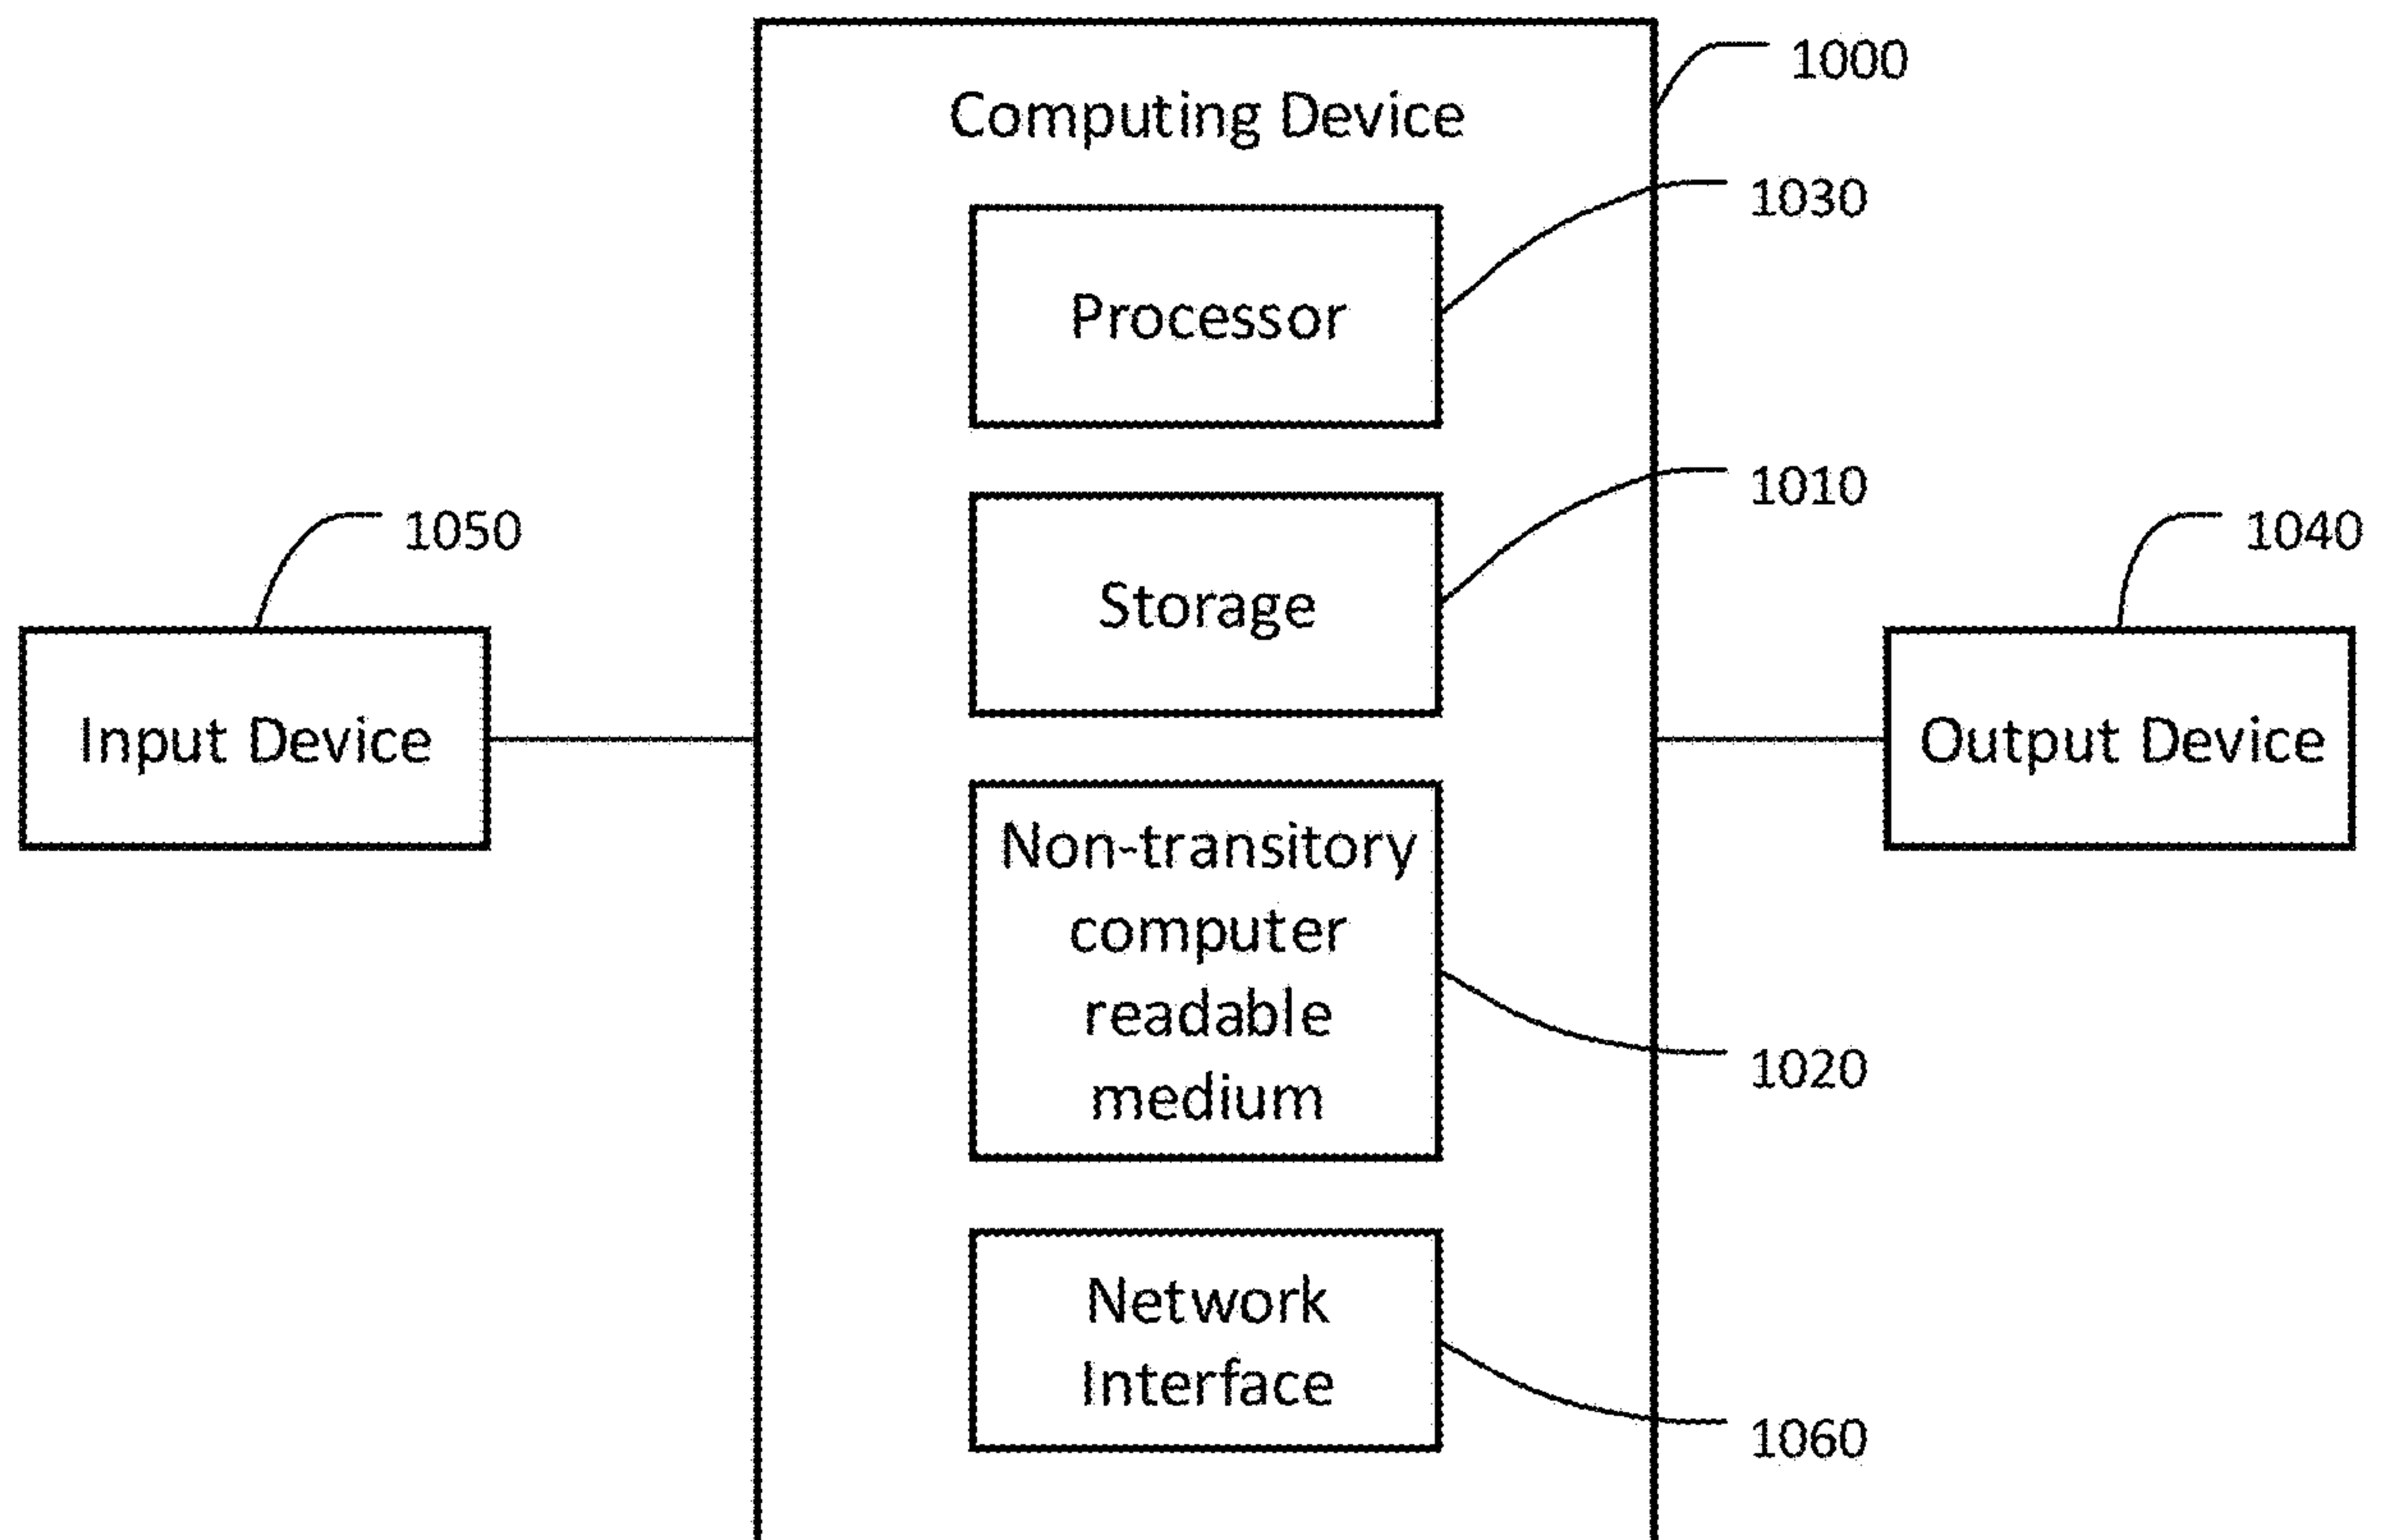 1000
Computing Device
1030
Processor
1010
Storage
1050
1040
Input Device
Output Device
Non-transitory
computer
readable
medium
1020
Network
Interface
1060